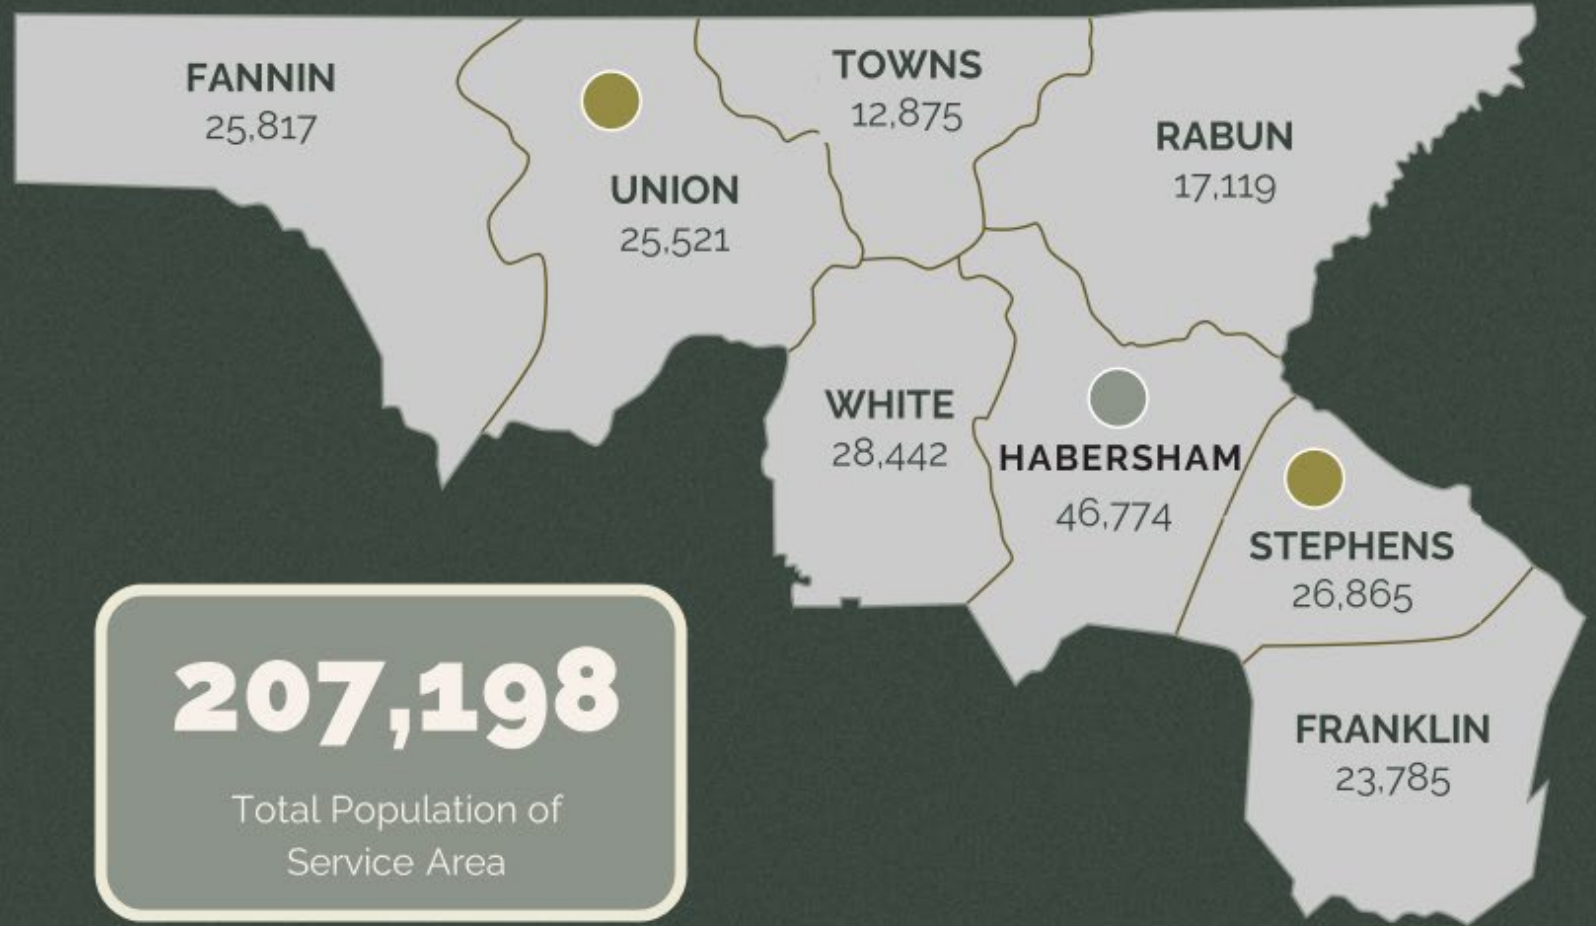 FANNIN
25,817
UNION
25,521
TOWNS
12,875
RABUN
17,119
WHITE
28,442
HABERSHAM
46,774
STEPHENS
26,865
FRANKLIN
23,785
207,198
Total Population of
Service Area